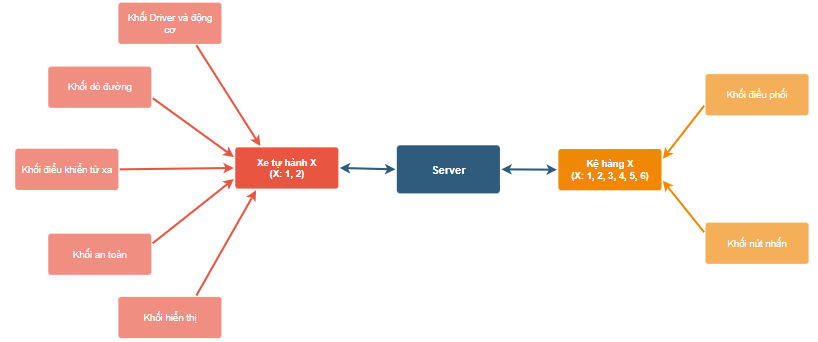 Khối Driver và động
cơ
Khối dò đường
Khối điều khiển từ xa
Khối an toàn
Khối hiển thị
Xe tự hành X
(X: 1, 2)
Server
Kệ hàng X
(X: 1, 2, 3, 4, 5, 6)
Khối điều phối
Khối nút nhấn